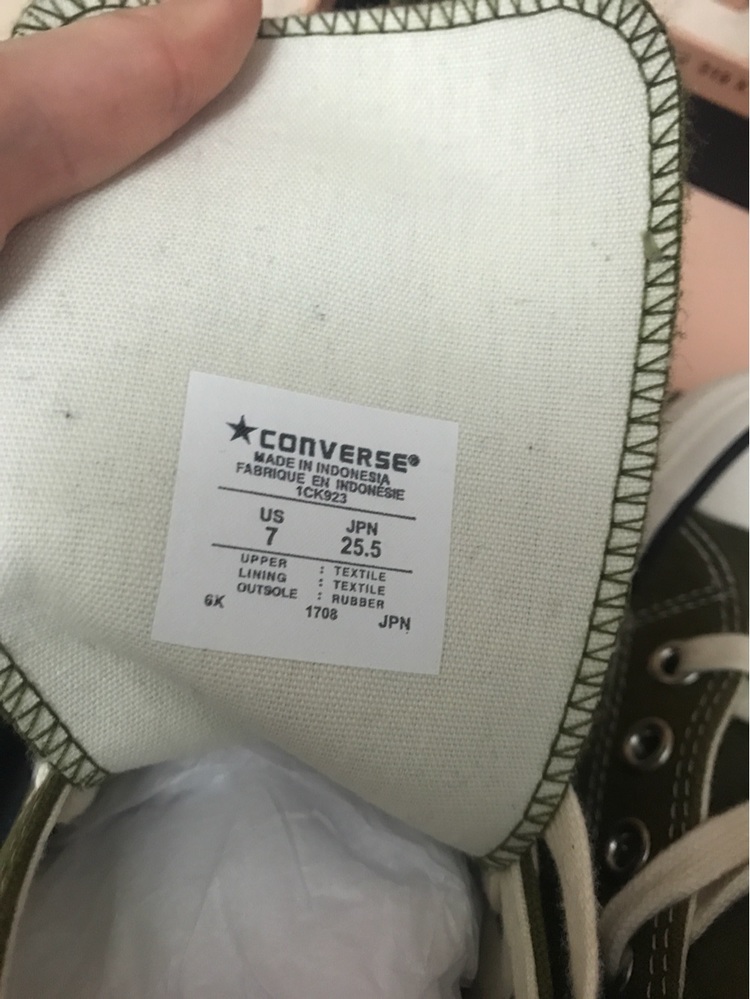 ★CONVERSE®
MADE IN INDONESIA
FABRIQUE EN INDONÉSIE
1CK923
US JPN
7 25.5
UPPER : TEXTILE
LINING : TEXTILE
OUTSOLE : RUBBER
6K 1708 JPN